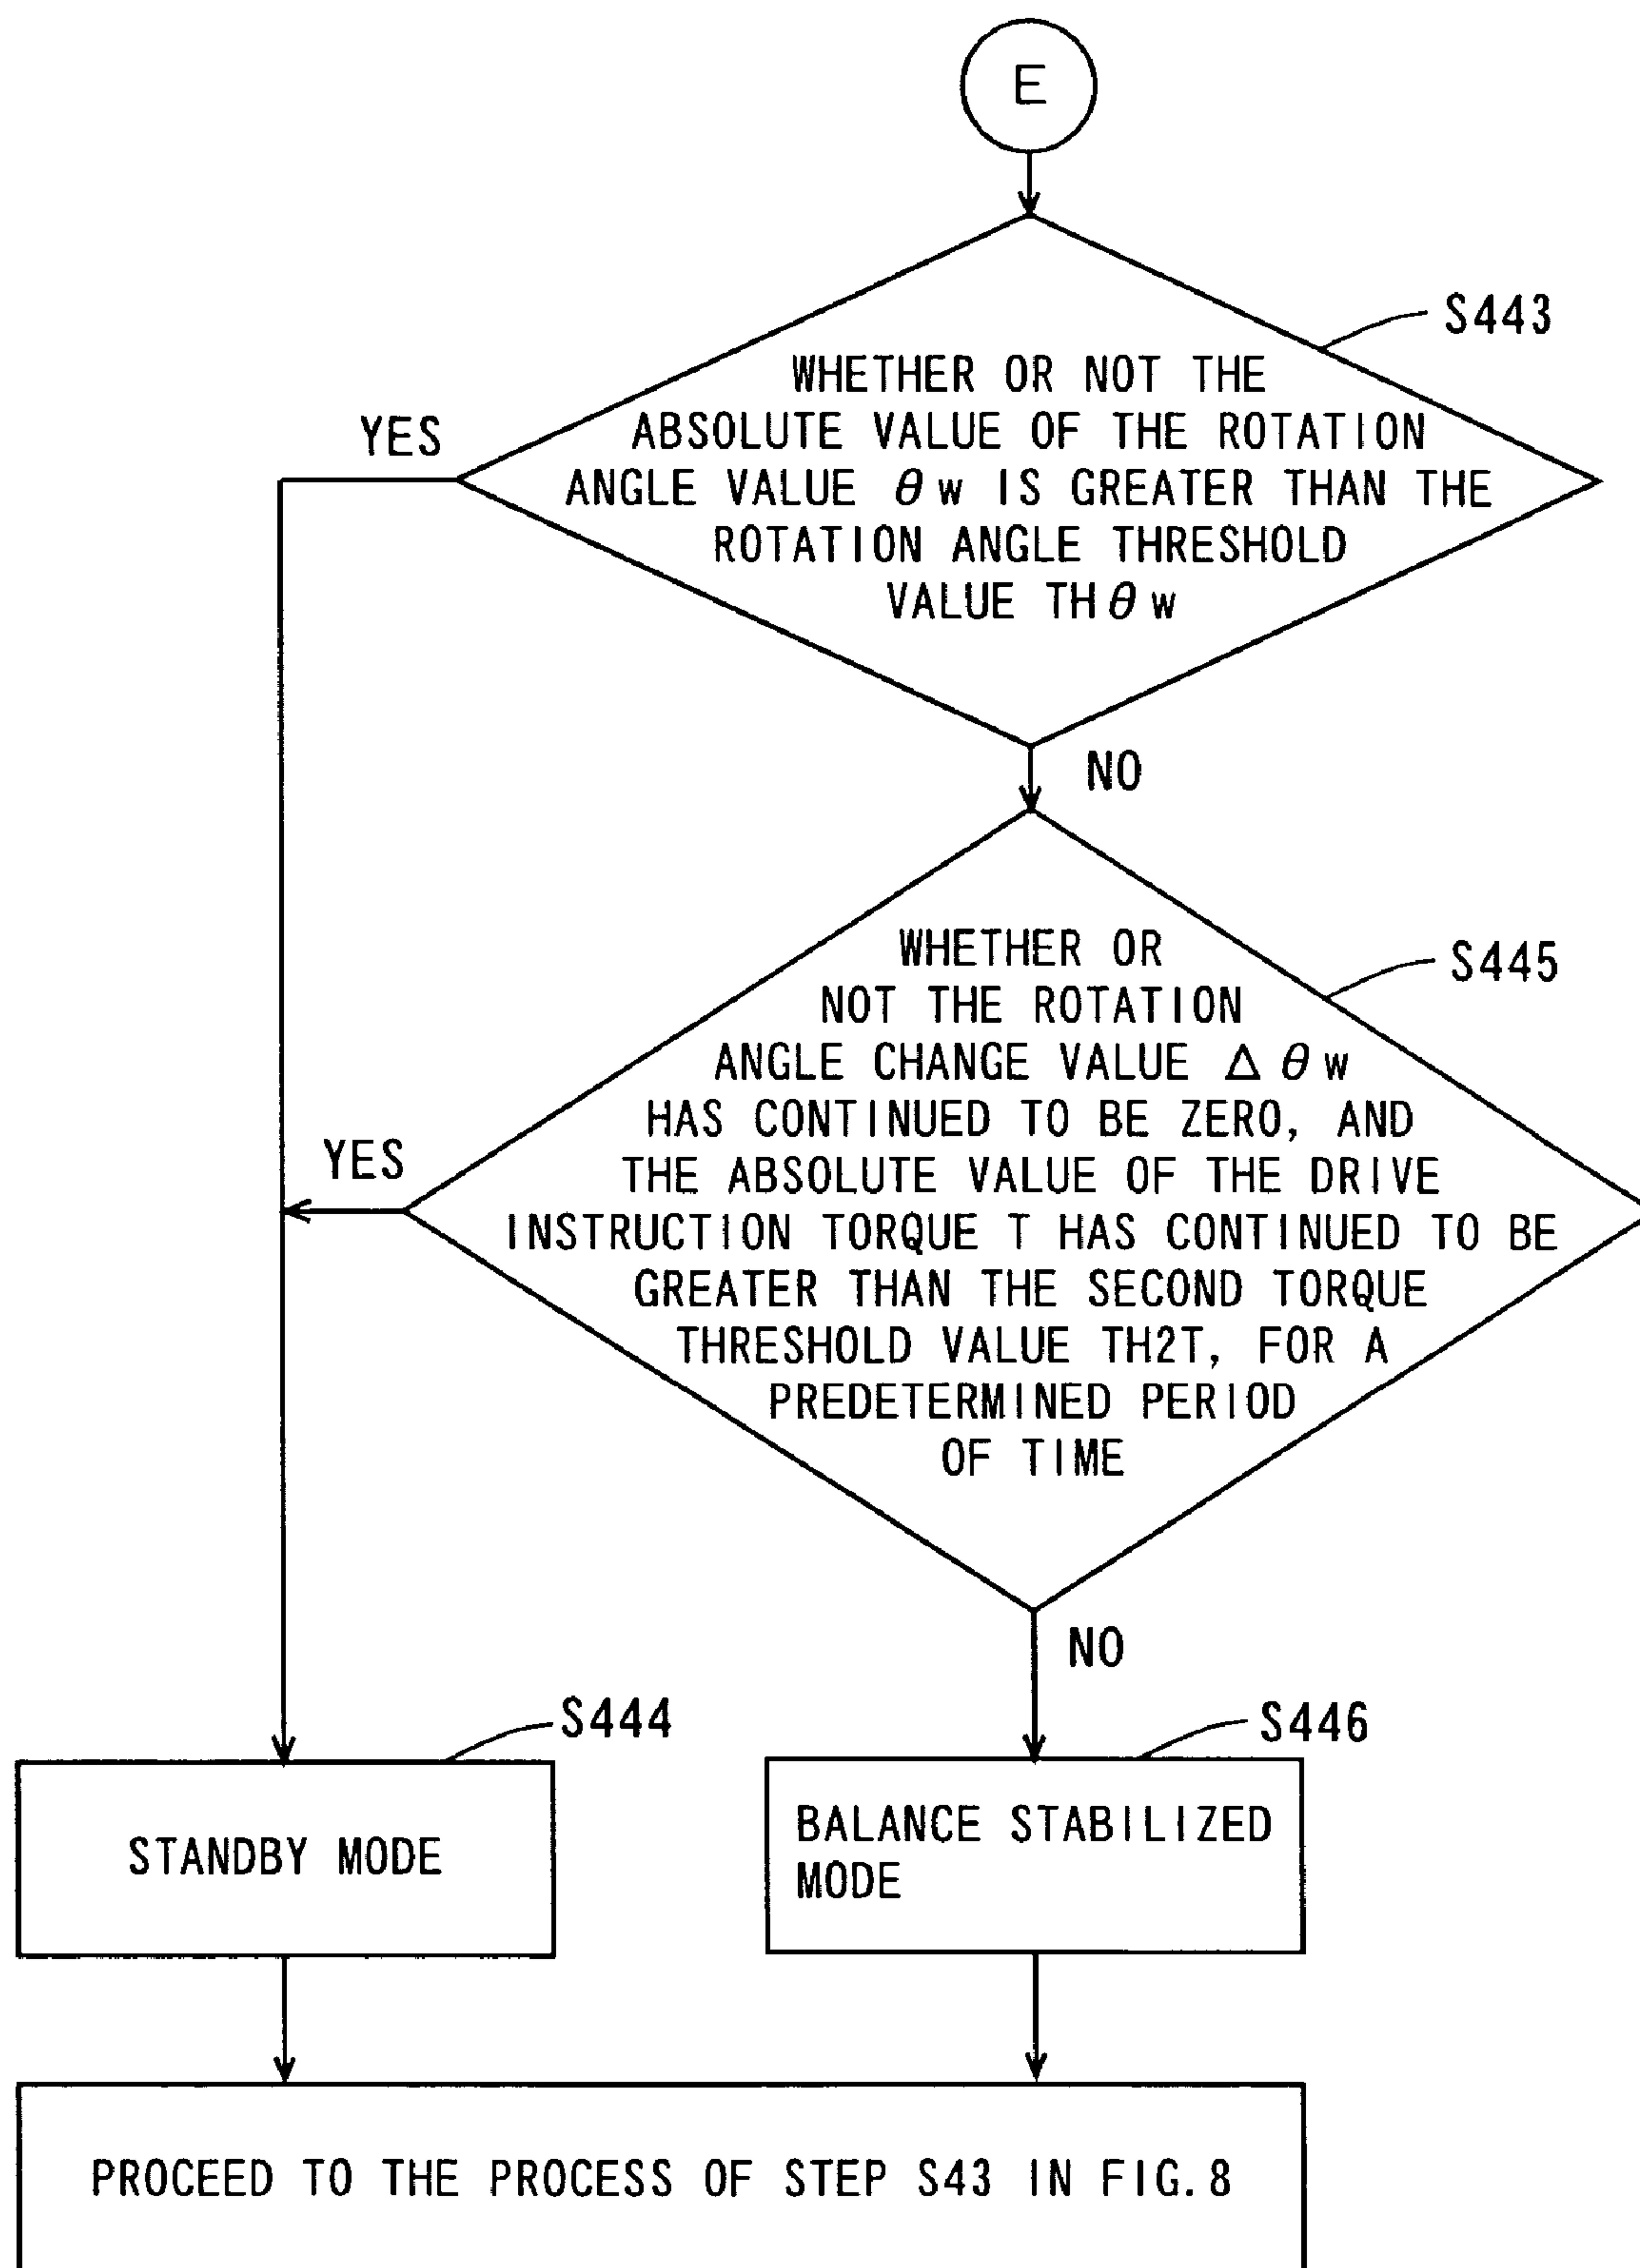 E
S443
WHETHER OR NOT THE
ABSOLUTE VALUE OF THE ROTATION
ANGLE VALUE θw IS GREATER THAN THE
ROTATION ANGLE THRESHOLD
VALUE THθw
YES
NO
S445
WHETHER OR
NOT THE ROTATION
ANGLE CHANGE VALUE Δθw
HAS CONTINUED TO BE ZERO, AND
THE ABSOLUTE VALUE OF THE DRIVE
INSTRUCTION TORQUE T HAS CONTINUED TO BE
GREATER THAN THE SECOND TORQUE
THRESHOLD VALUE TH2T, FOR A
PREDETERMINED PERIOD
OF TIME
YES
NO
S444
STANDBY MODE
S446
BALANCE STABILIZED
MODE
PROCEED TO THE PROCESS OF STEP S43 IN FIG.8